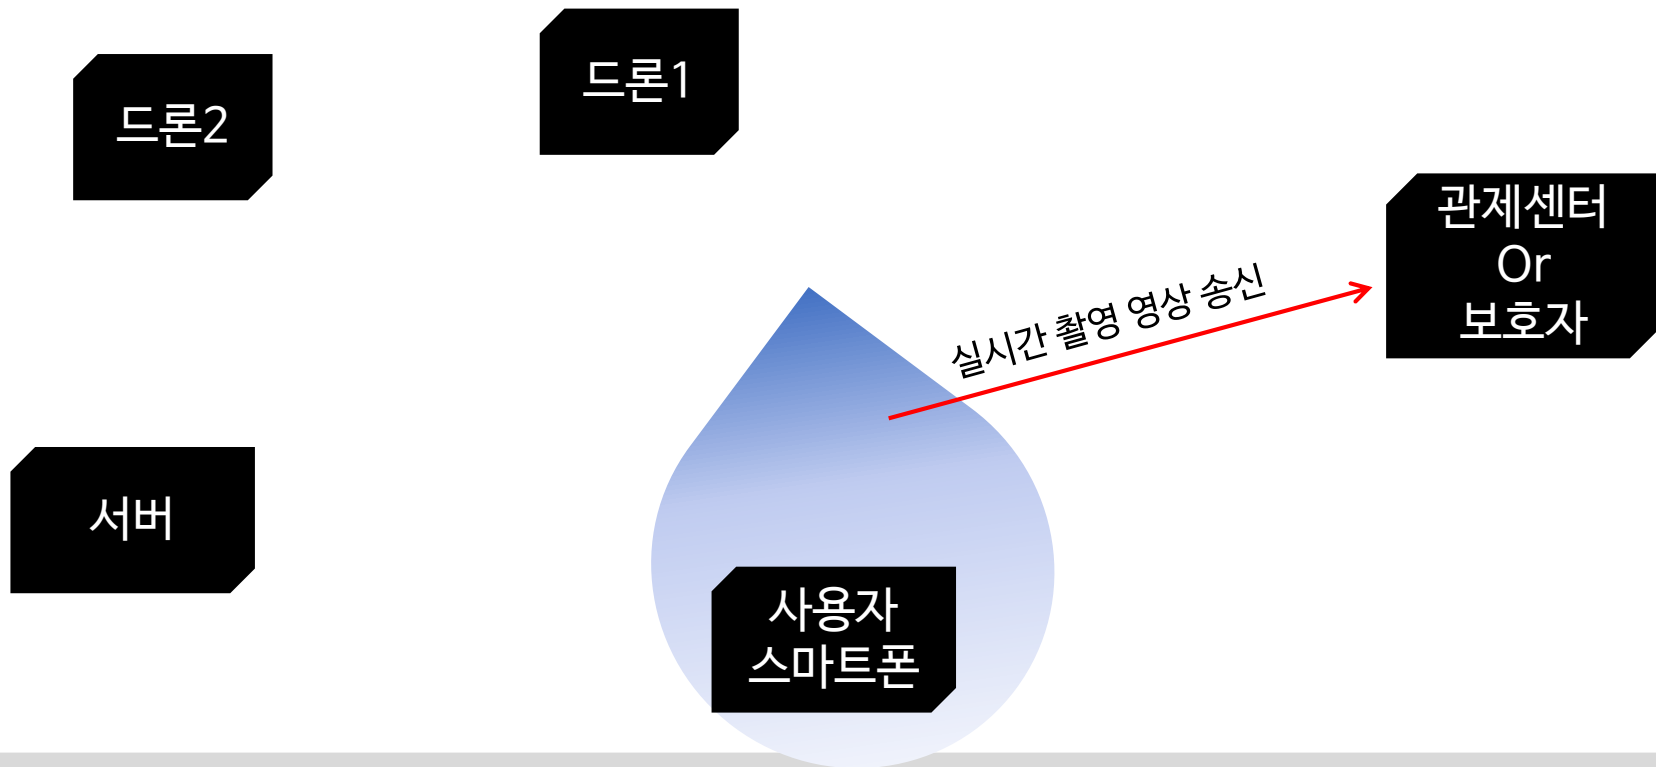 드론1
드론2
관제센터
Or
보호자
실시간 촬영 영상 송신
서버
사용자
스마트폰